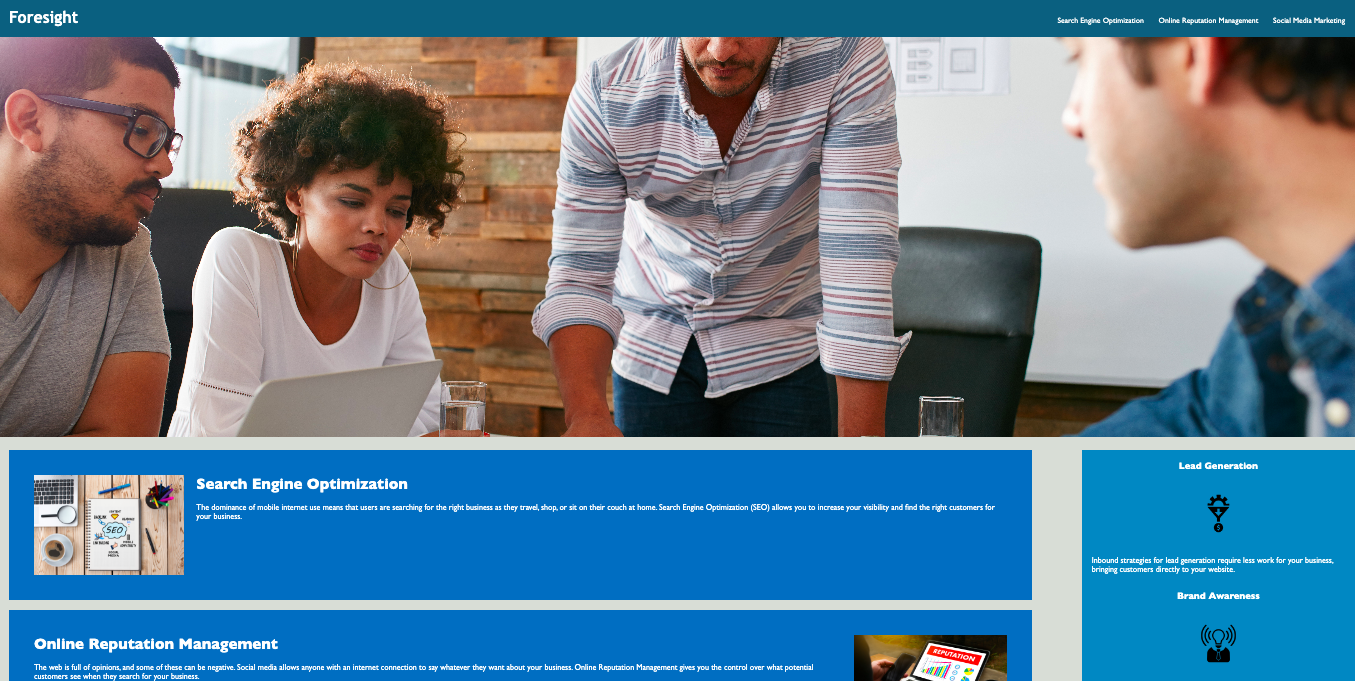 Foresight
Search Engine Optimization
Online Reputation Management
Social Media Marketing
SEO
Search Engine Optimization
The dominance of mobile internet use means that users are searching for the right business as they travel, shop, or sit on their couch at home. Search Engine Optimization (SEO) allows you to increase your visibility and find the right customers for
your business.
Online Reputation Management
The web is full of opinions, and some of these can be negative. Social media allows anyone with an internet connection to say whatever they want about your business. Online Reputation Management gives you the control over what potential
customers see when they search for your business.
REPUTATION
Lead Generation
$
Inbound strategies for lead generation require less work for your business,
bringing customers directly to your website.
Brand Awareness